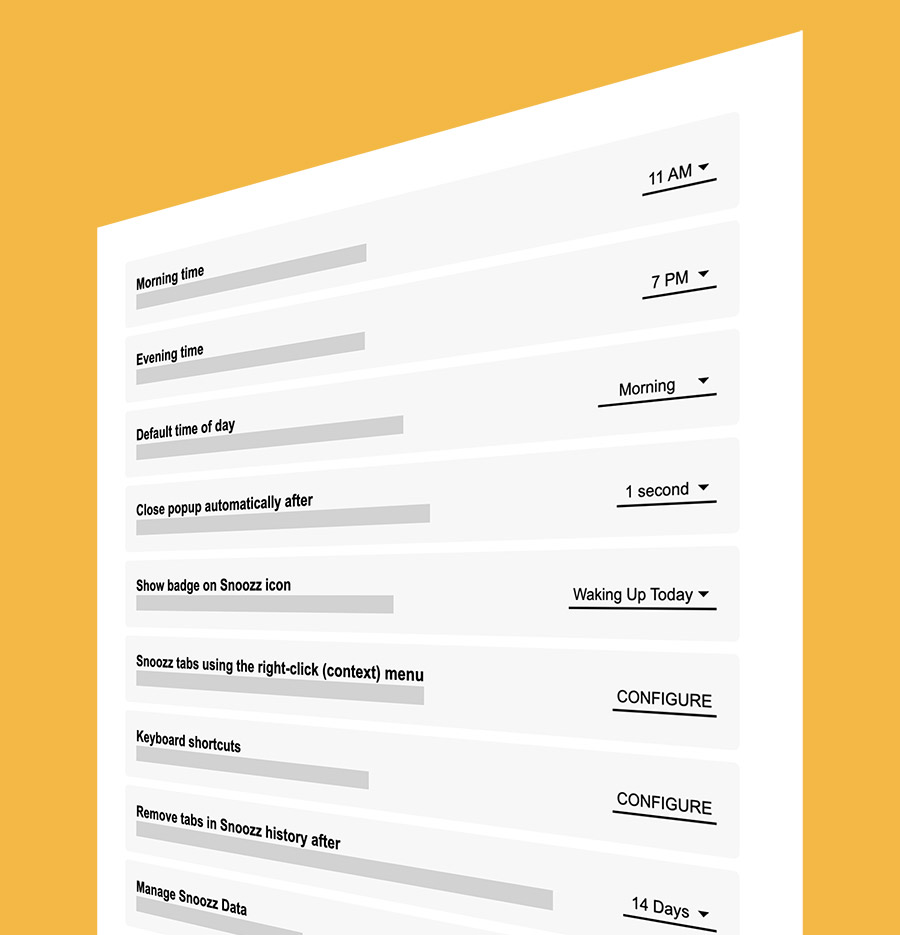 Morning time
11 AM
Evening time
7 PM
Default time of day
Morning
Close popup automatically after
1 second
Show badge on Snoozz icon
Waking Up Today
Snoozz tabs using the right-click (context) menu
CONFIGURE
Keyboard shortcuts
CONFIGURE
Remove tabs in Snoozz history after
14 Days
Manage Snoozz Data